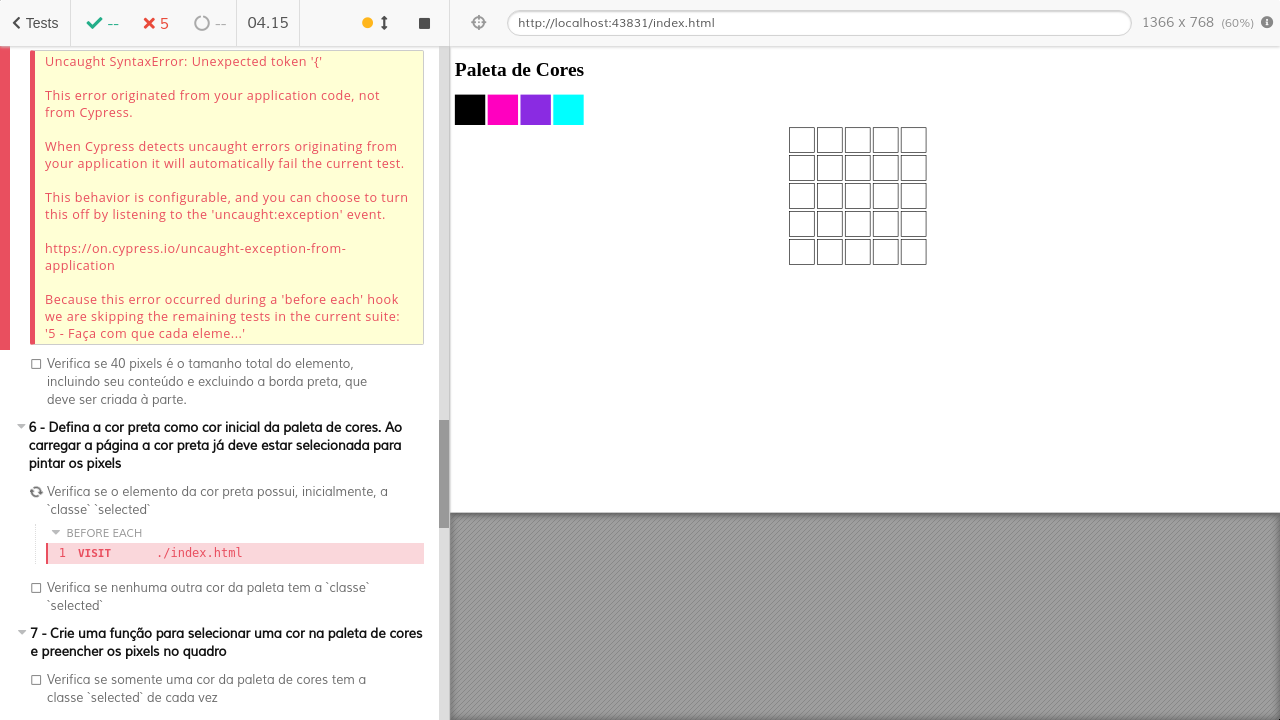 Tests
--
5
--
04.15
http://localhost:43831/index.html
1366 x 768 (60%)
Uncaught SyntaxError: Unexpected token '{'
This error originated from your application code, not
from Cypress.
When Cypress detects uncaught errors originating from
your application it will automatically fail the current test.
This behavior is configurable, and you can choose to turn
this off by listening to the 'uncaught:exception' event.
https://on.cypress.io/uncaught-exception-from-
application
Because this error occurred during a 'before each' hook
we are skipping the remaining tests in the current suite:
'5 - Faça com que cada eleme...'
Verifica se 40 pixels é o tamanho total do elemento,
incluindo seu conteúdo e excluindo a borda preta, que
deve ser criada à parte.
6 - Defina a cor preta como cor inicial da paleta de cores. Ao
carregar a página a cor preta já deve estar selecionada para
pintar os pixels
Verifica se o elemento da cor preta possui, inicialmente, a
`classe` `selected`
BEFORE EACH
1 VISIT ./index.html
Verifica se nenhuma outra cor da paleta tem a `classe`
`selected`
7 - Crie uma função para selecionar uma cor na paleta de cores
e preencher os pixels no quadro
Verifica se somente uma cor da paleta de cores tem a
classe `selected` de cada vez
Paleta de Cores